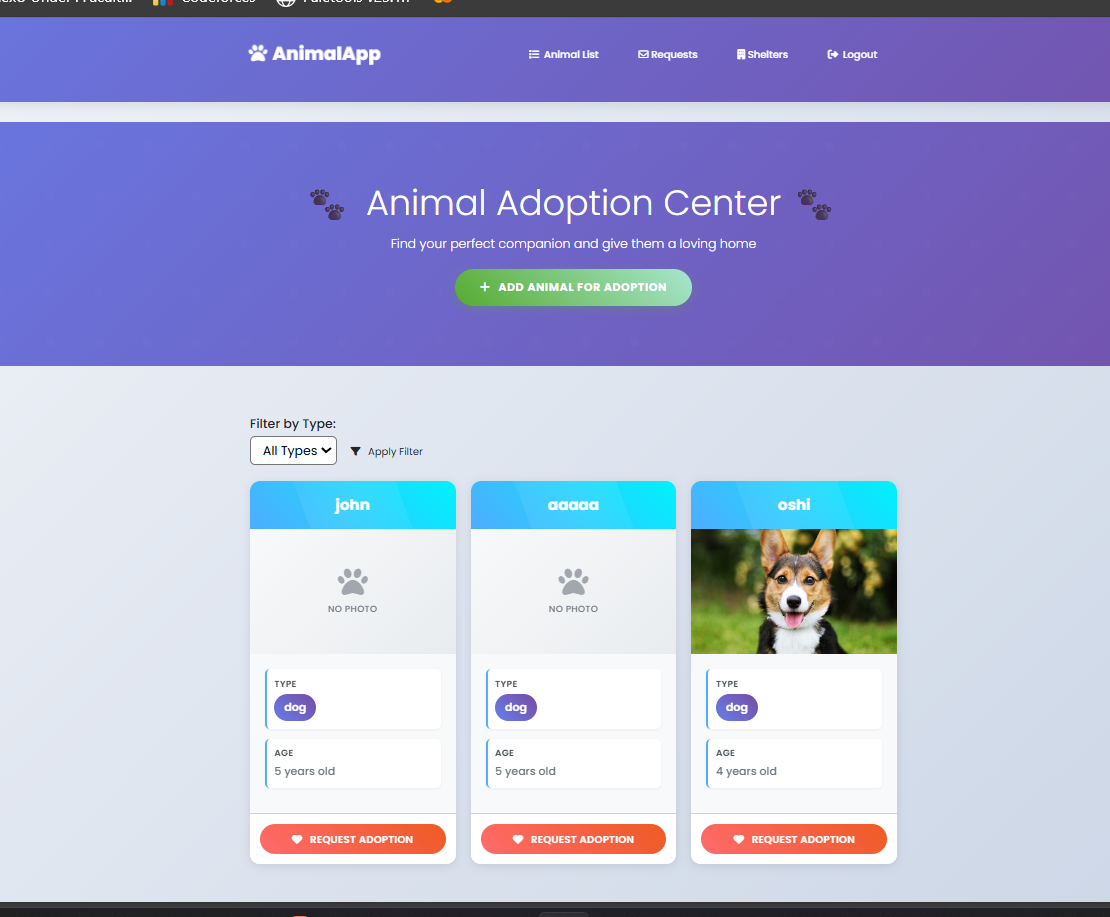 AnimalApp
Animal List
Requests
Shelters
Logout
Animal Adoption Center
Find your perfect companion and give them a loving home
+ ADD ANIMAL FOR ADOPTION
Filter by Type:
All Types
Apply Filter
john
aaaaa
oshi
NO PHOTO
NO PHOTO
TYPE
dog
TYPE
dog
TYPE
dog
AGE
5 years old
AGE
5 years old
AGE
4 years old
REQUEST ADOPTION
REQUEST ADOPTION
REQUEST ADOPTION